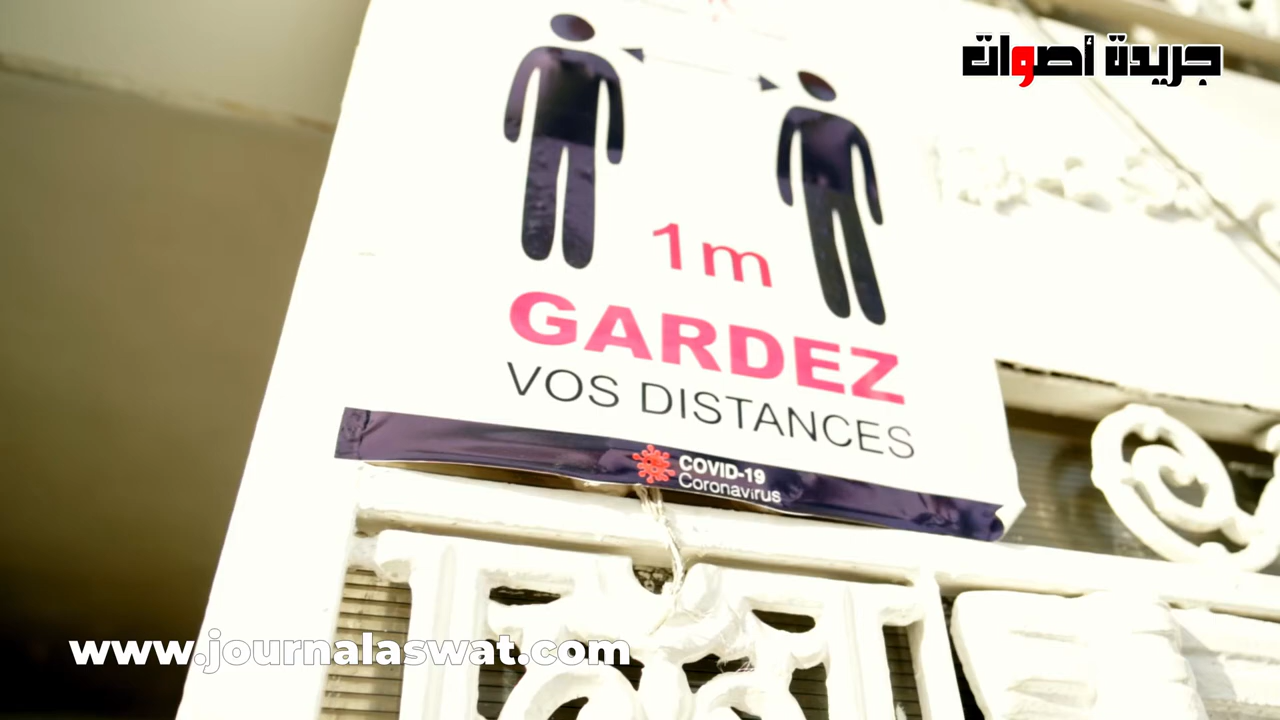 جريدة أصوات
1m
GARDEZ
VOS DISTANCES
COVID-19
Coronavirus
www.journalaswat.com